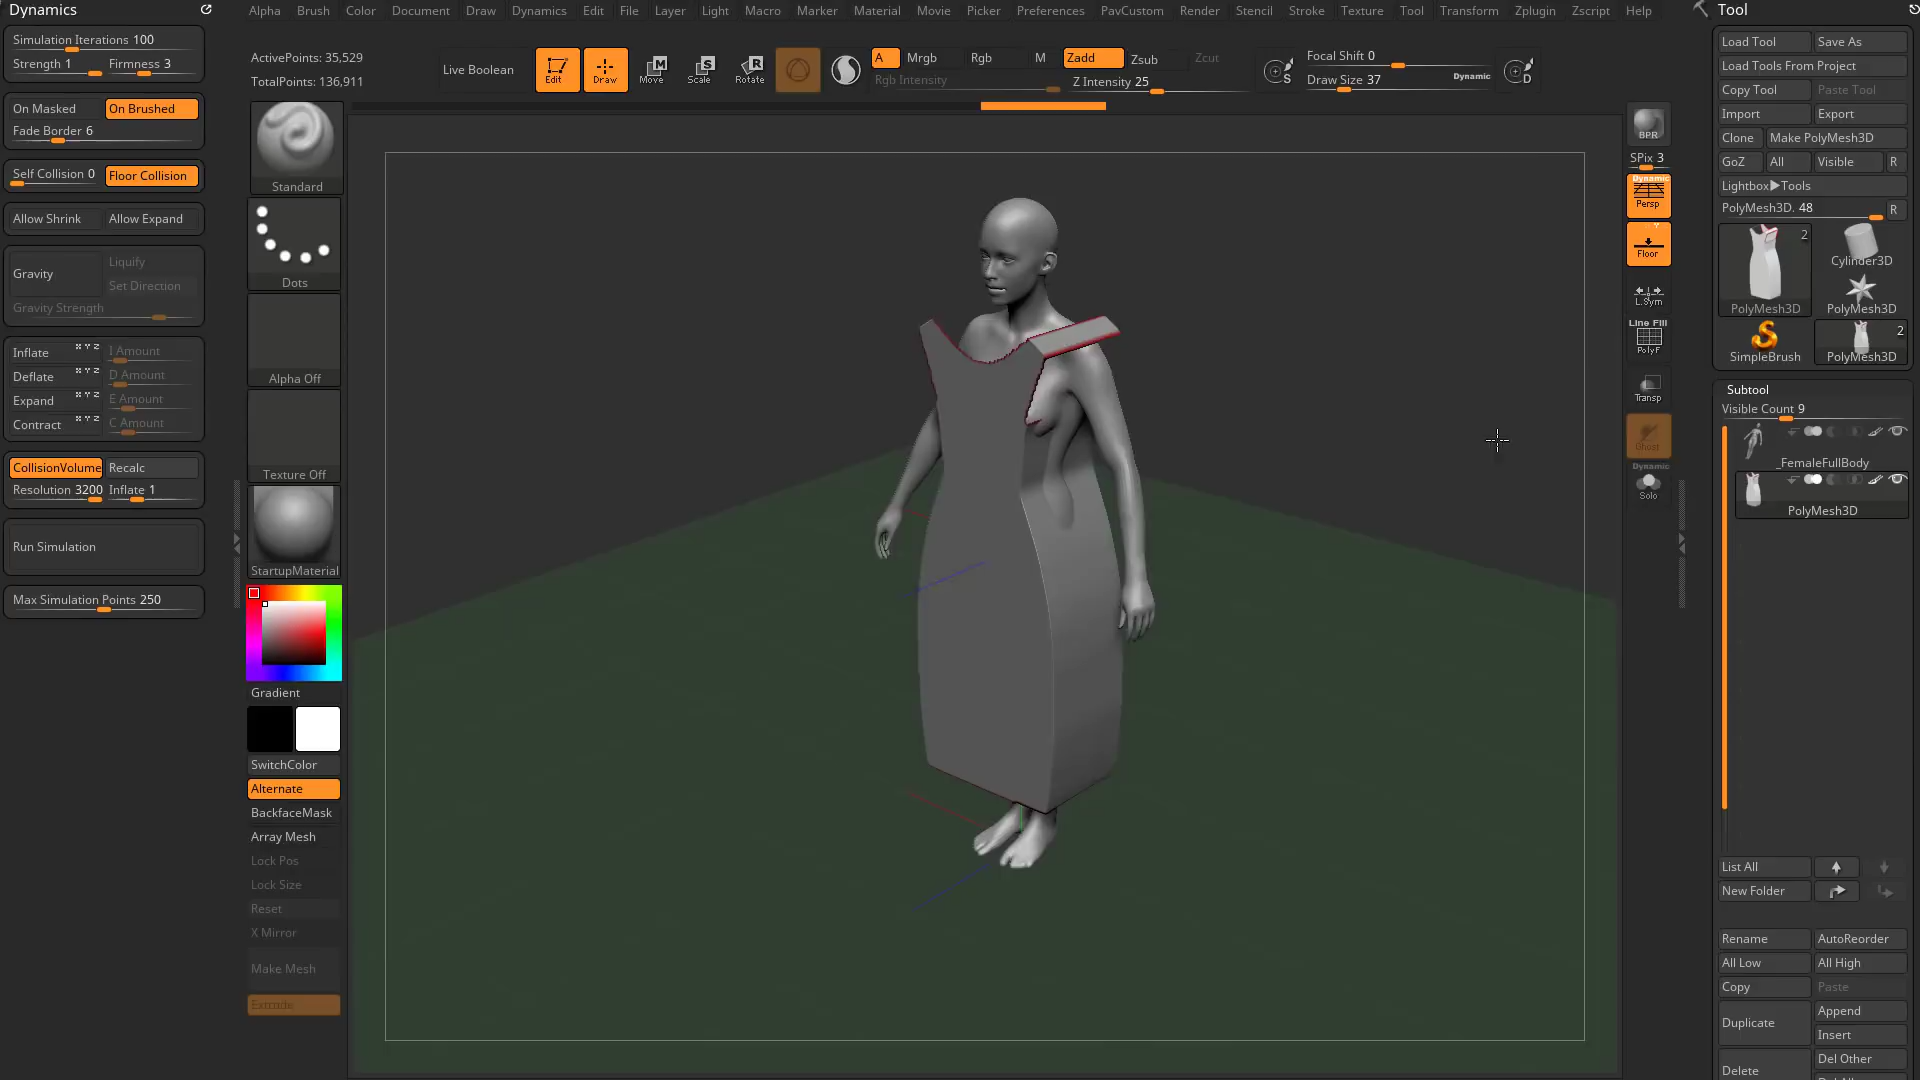 Dynamics
Alpha Brush Color Document Draw Dynamics Edit File Layer Light Macro Marker Material Movie Picker Preferences PavCustom Render Stencil Stroke Texture Tool Transform Zplugin Zscript Help
Tool
Simulation Iterations 100
Strength 1 Firmness 3
On Masked On Brushed
Fade Border 6
Self Collision 0 Floor Collision
Allow Shrink Allow Expand
Gravity
Liquify
Set Direction
Gravity Strength
Inflate X Y Z I Amount
Deflate X Y Z D Amount
Expand X Y Z E Amount
Contract X Y Z C Amount
CollisionVolume Recalc
Resolution 3200 Inflate 1
Run Simulation
Max Simulation Points 250
ActivePoints: 35,529
TotalPoints: 136,911
Live Boolean
Edit
Draw
M
Move
S
Scale
R
Rotate
A Mrgb Rgb M
Rgb Intensity
Zadd Zsub Zcut
Z Intensity 25
S
Focal Shift 0
Draw Size 37 Dynamic
D
Standard
Dots
Alpha Off
Texture Off
StartupMaterial
Gradient
SwitchColor
Alternate
BackfaceMask
Array Mesh
Lock Pos
Lock Size
Reset
X Mirror
Make Mesh
Extrude
BPR
SPix 3
Dynamic
Persp
Floor
L.Sym
Line Fill
PolyF
Transp
Ghost
Dynamic
Solo
Load Tool Save As
Load Tools From Project
Copy Tool Paste Tool
Import Export
Clone Make PolyMesh3D
GoZ All Visible R
Lightbox▶Tools
PolyMesh3D. 48 R
2
PolyMesh3D
Cylinder3D
PolyMesh3D
SimpleBrush
2
PolyMesh3D
Subtool
Visible Count 9
_FemaleFullBody
PolyMesh3D
List All
New Folder
Rename AutoReorder
All Low All High
Copy Paste
Duplicate
Append
Insert
Delete
Del Other